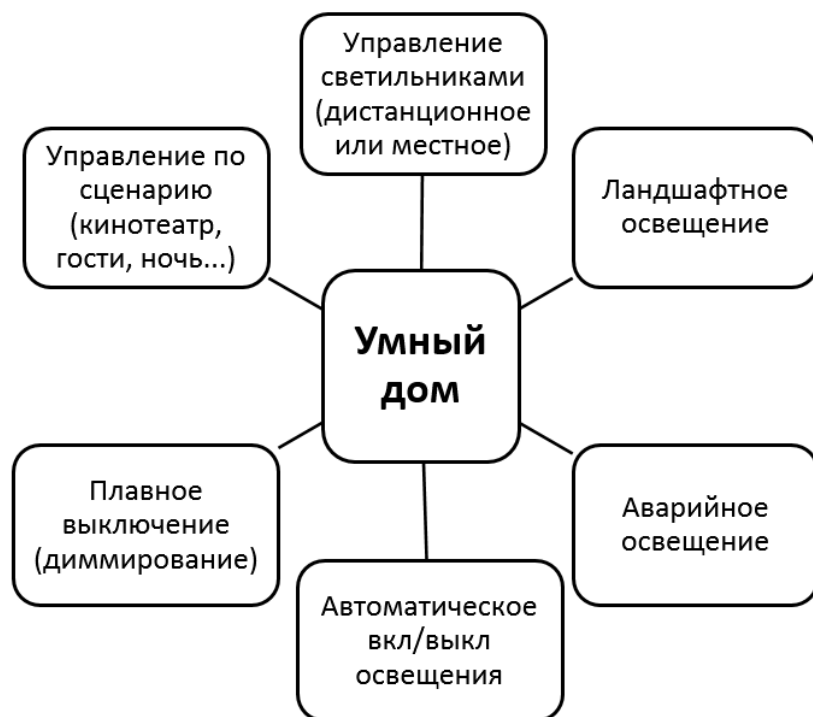 Управление
светильниками
(дистанционное
или местное)
Управление по
сценарию
(кинотеатр,
гости, ночь...)
Ландшафтное
освещение
Умный
дом
Плавное
выключение
(диммирование)
Аварийное
освещение
Автоматическое
вкл/выкл
освещения